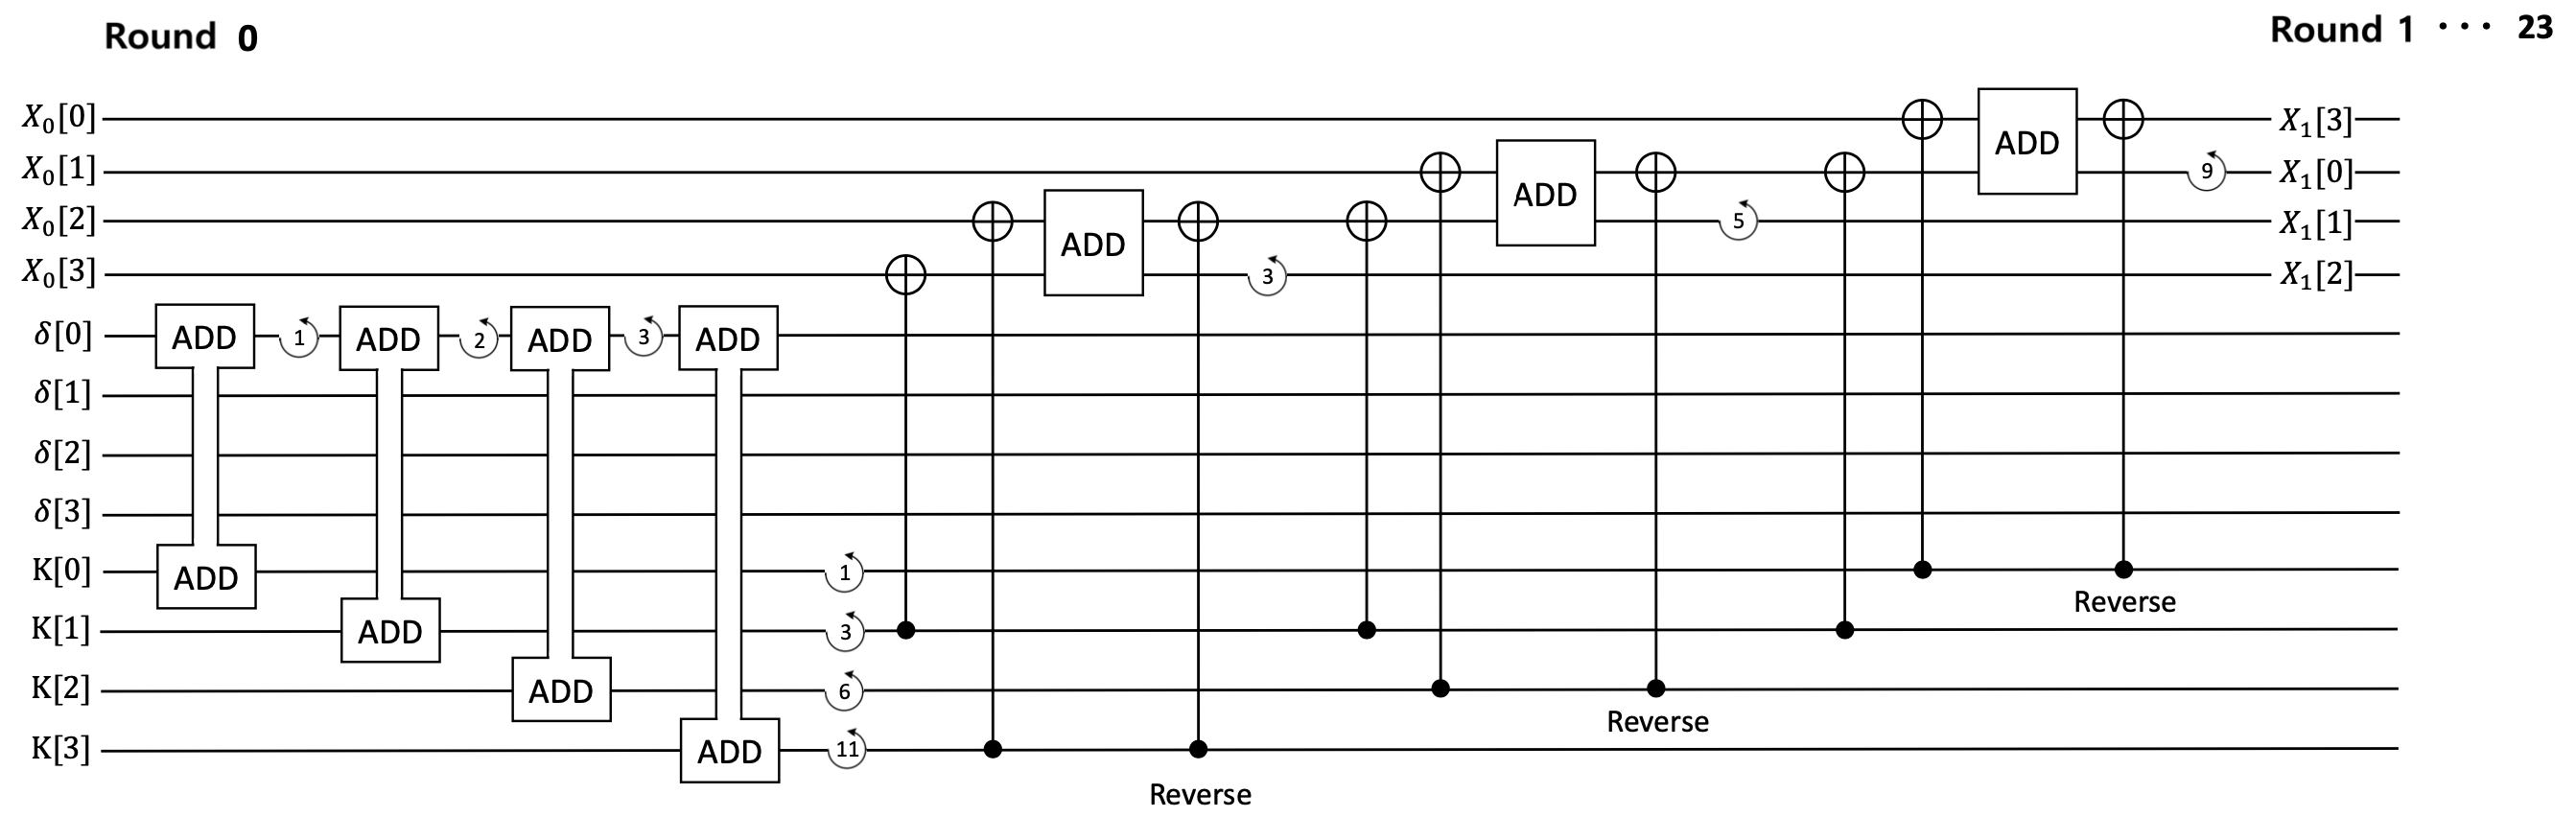 Round 0
Round 1 ··· 23
X₀[0] X₁[3]
ADD
X₀[1] 9 X₁[0]
ADD
X₀[2] 5 X₁[1]
ADD
X₀[3] 3 X₁[2]
δ[0] ADD 1 ADD 2 ADD 3 ADD
δ[1]
δ[2]
δ[3]
K[0] ADD 1
Reverse
K[1] ADD 3
K[2] ADD 6
Reverse
K[3] ADD 11
Reverse